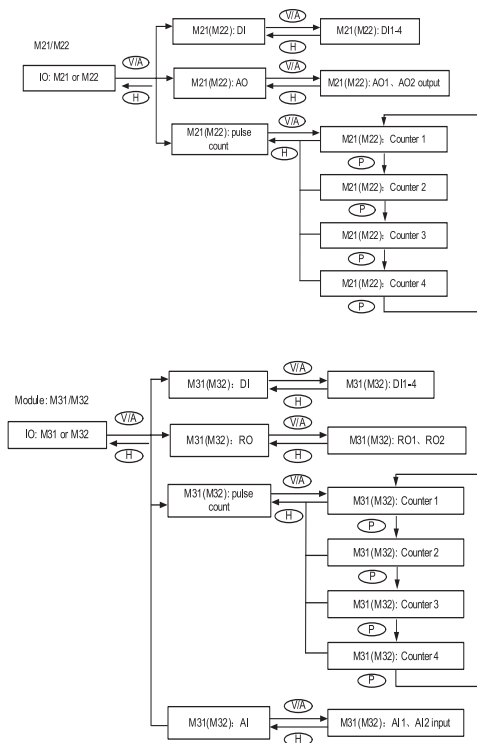 V/A
M21(M22): DI
M21(M22): DI1-4
H
M21/M22
V/A
V/A
IO: M21 or M22
M21(M22): AO
M21(M22): AO1、AO2 output
H
H
V/A
M21(M22): pulse
count
M21(M22): Counter 1
H
P
M21(M22): Counter 2
P
M21(M22): Counter 3
P
M21(M22): Counter 4
P
V/A
M31(M32): DI
M31(M32): DI1-4
H
Module: M31/M32
V/A
V/A
IO: M31 or M32
M31(M32): RO
M31(M32): RO1、RO2
H
H
V/A
M31(M32): pulse
count
M31(M32): Counter 1
H
P
M31(M32): Counter 2
P
M31(M32): Counter 3
P
M31(M32): Counter 4
P
V/A
M31(M32): AI
M31(M32): AI1、AI2 input
H